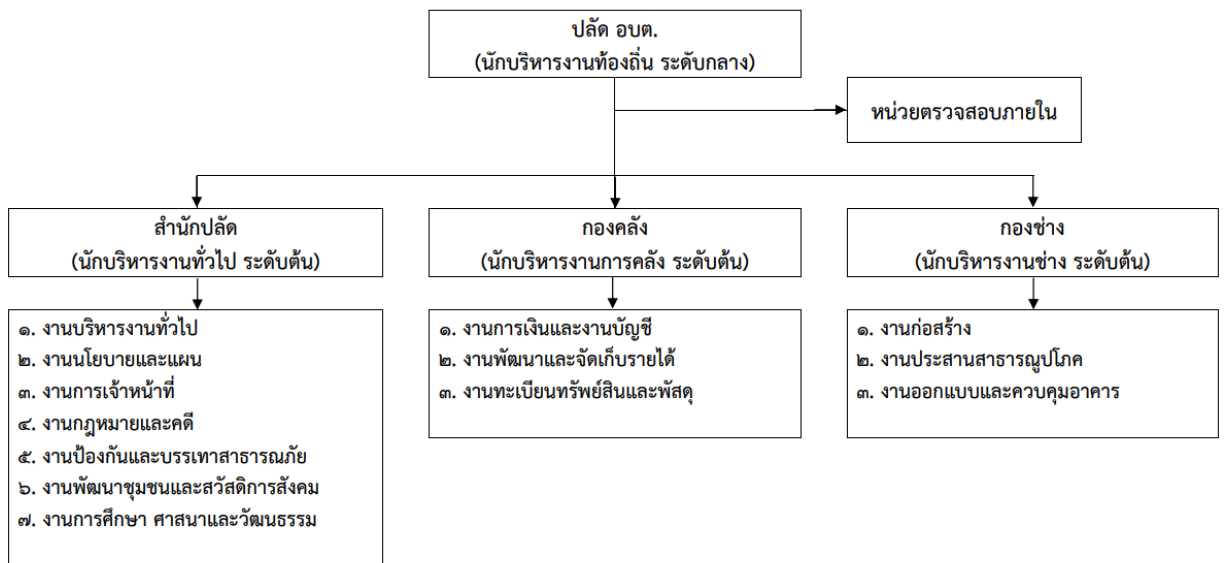 ปลัด อบต.
(นักบริหารงานท้องถิ่น ระดับกลาง)
หน่วยตรวจสอบภายใน
สำนักปลัด
(นักบริหารงานทั่วไป ระดับต้น)
กองคลัง
(นักบริหารงานการคลัง ระดับต้น)
กองช่าง
(นักบริหารงานช่าง ระดับต้น)
๑. งานบริหารงานทั่วไป
๒. งานนโยบายและแผน
๓. งานการเจ้าหน้าที่
๔. งานกฎหมายและคดี
๕. งานป้องกันและบรรเทาสาธารณภัย
๖. งานพัฒนาชุมชนและสวัสดิการสังคม
๗. งานการศึกษา ศาสนาและวัฒนธรรม
๑. งานการเงินและงานบัญชี
๒. งานพัฒนาและจัดเก็บรายได้
๓. งานทะเบียนทรัพย์สินและพัสดุ
๑. งานก่อสร้าง
๒. งานประสานสาธารณูปโภค
๓. งานออกแบบและควบคุมอาคาร